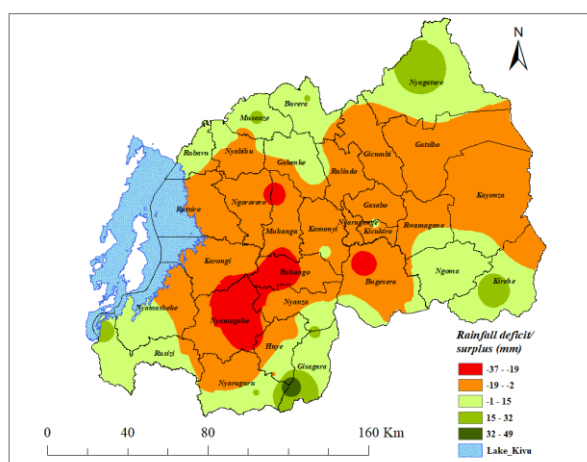 N
Nyagatare
Burera
Musanze
Rubavu
Nyabihu
Gakenke
Gicumbi
Gatsibo
Rulindo
Kayonza
Rutsiro
Ngororero
Gasabo
Muhanga
Kamonyi
Nyarugenge
Kicukiro
Rwamagana
Karongi
Ruhango
Bugesera
Ngoma
Kirehe
Nyamasheke
Nyamagabe
Nyanza
Rusizi
Huye
Gisagara
Nyaruguru
Rainfall deficit/
surplus (mm)
-37 - -19
-19 - -2
-1 - 15
15 - 32
32 - 49
Lake_Kivu
0 40 80 160 Km